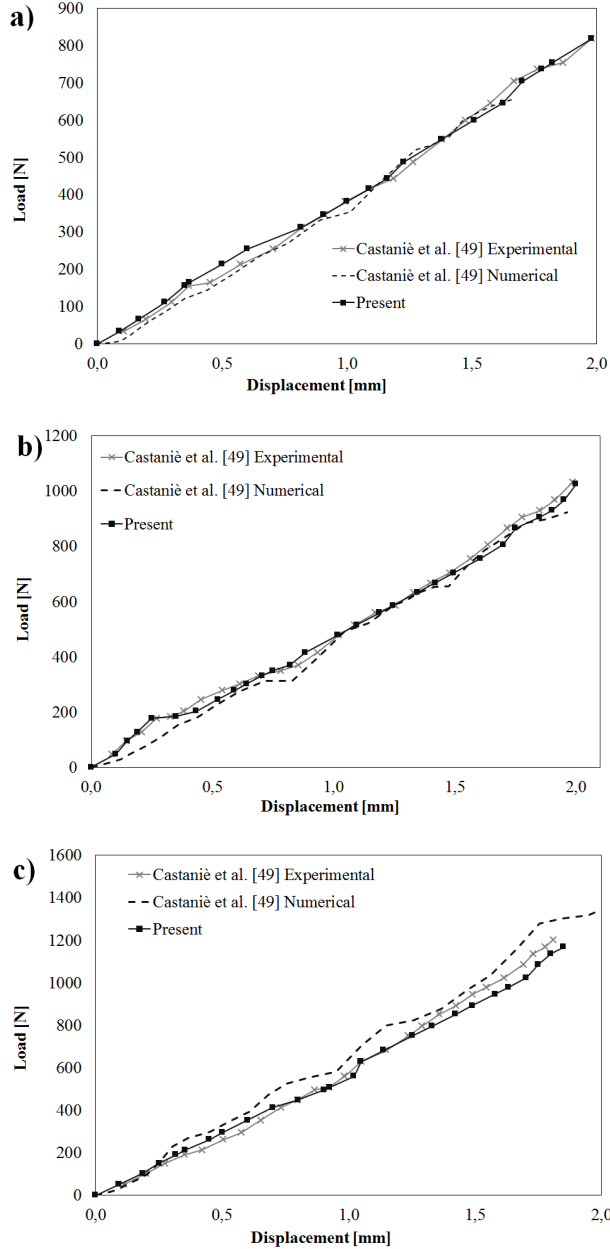 a)
900
800
700
600
500
400
300
200
100
0
Load [N]
Castaniè et al. [49] Experimental
Castaniè et al. [49] Numerical
Present
0,0 0,5 1,0 1,5 2,0
Displacement [mm]
b)
1200
1000
800
600
400
200
0
Load [N]
Castaniè et al. [49] Experimental
Castaniè et al. [49] Numerical
Present
0,0 0,5 1,0 1,5 2,0
Displacement [mm]
c)
1600
1400
1200
1000
800
600
400
200
0
Load [N]
Castaniè et al. [49] Experimental
Castaniè et al. [49] Numerical
Present
0,0 0,5 1,0 1,5 2,0
Displacement [mm]